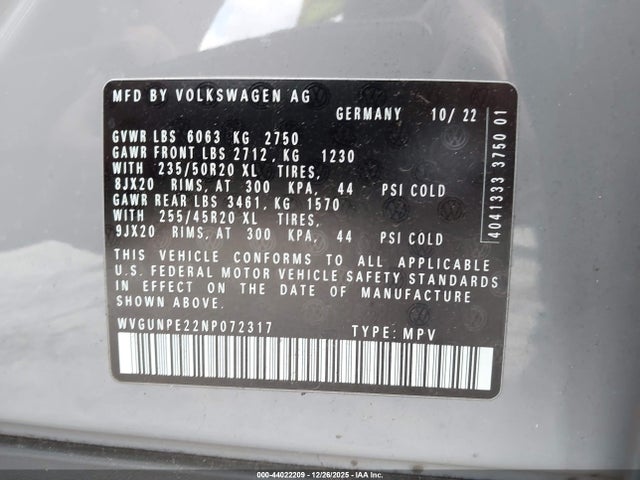 MFD BY VOLKSWAGEN AG
GERMANY 10/ 22
GVWR LBS 6063 KG 2750
GAWR FRONT LBS 2712, KG 1230
WITH 235/50R20 XL TIRES,
8JX20 RIMS, AT 300 KPA, 44 PSI COLD
GAWR REAR LBS 3461, KG 1570
WITH 255/45R20 XL TIRES,
9JX20 RIMS, AT 300 KPA, 44 PSI COLD
THIS VEHICLE CONFORMS TO ALL APPLICABLE
U.S. FEDERAL MOTOR VEHICLE SAFETY STANDARDS
IN EFFECT ON THE DATE OF MANUFACTURE
SHOWN ABOVE.
WVGUNPE22NP072317 TYPE: MPV
4041333 3750 01
000-44022209 - 12/26/2025 - IAA Inc.